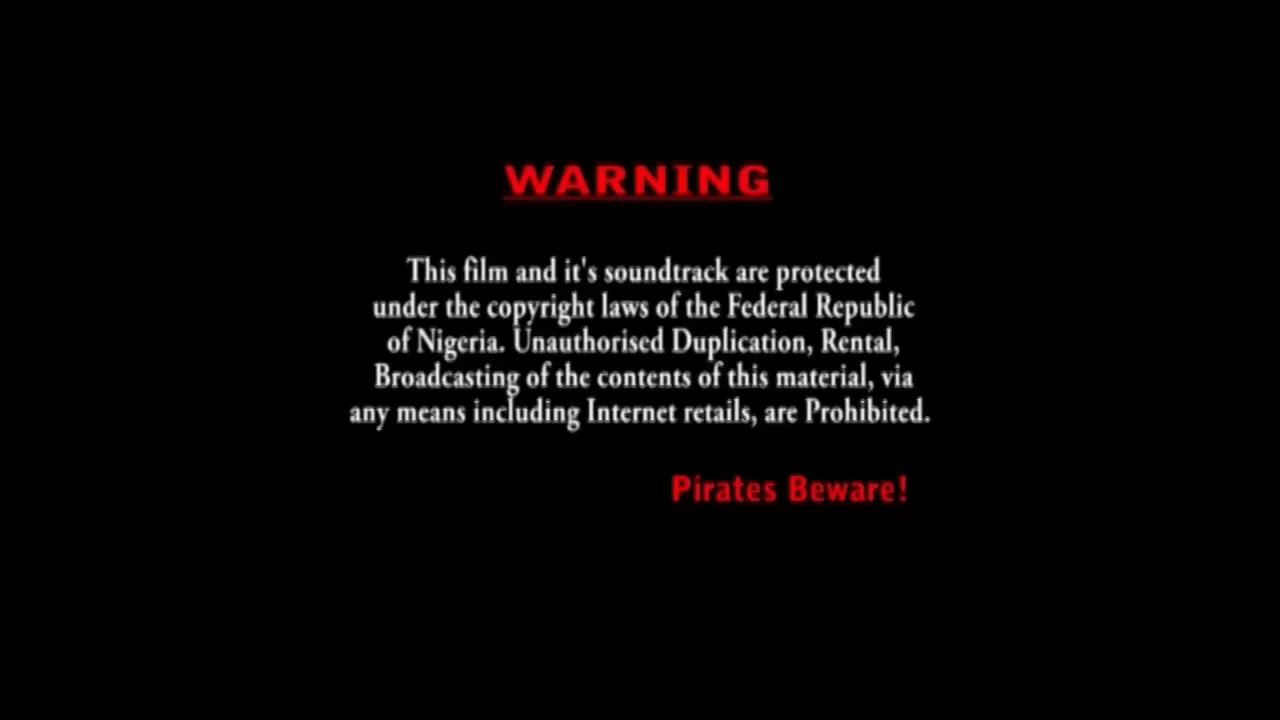 WARNING
This film and it's soundtrack are protected
under the copyright laws of the Federal Republic
of Nigeria. Unauthorised Duplication, Rental,
Broadcasting of the contents of this material, via
any means including Internet retails, are Prohibited.
Pirates Beware!